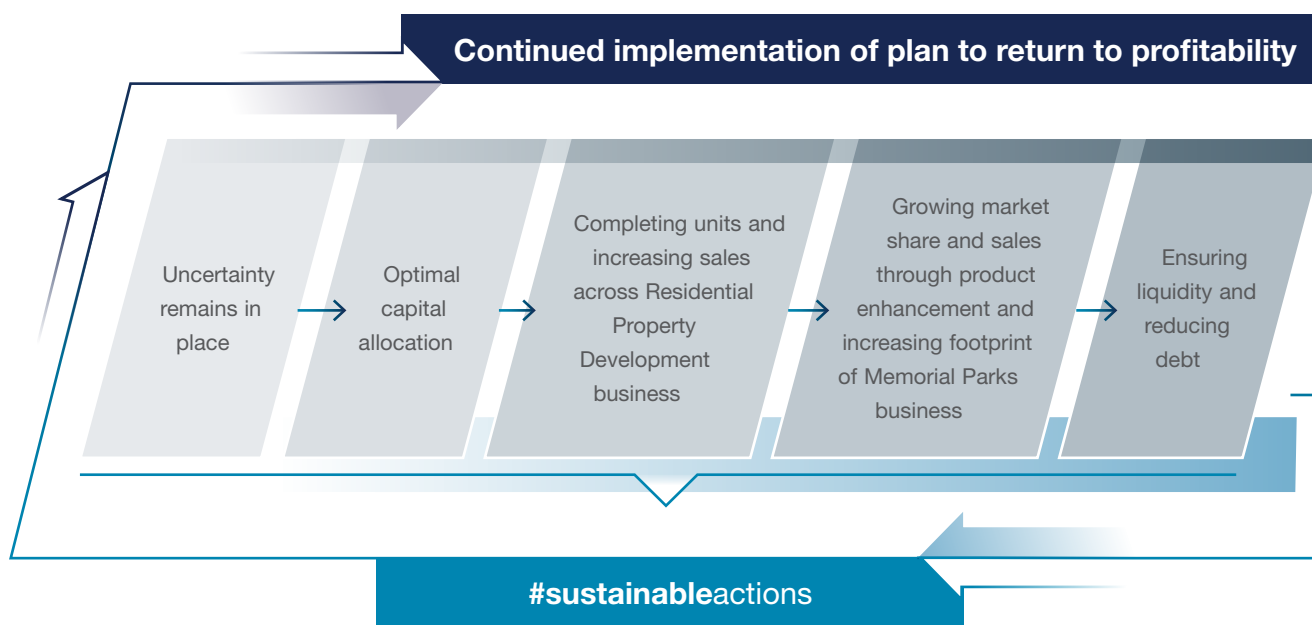 Continued implementation of plan to return to profitability
Uncertainty
remains in
place
Optimal
capital
allocation
Completing units and
increasing sales
across Residential
Property
Development
business
Growing market
share and sales
through product
enhancement and
increasing footprint
of Memorial Parks
business
Ensuring
liquidity and
reducing
debt
#sustainableactions